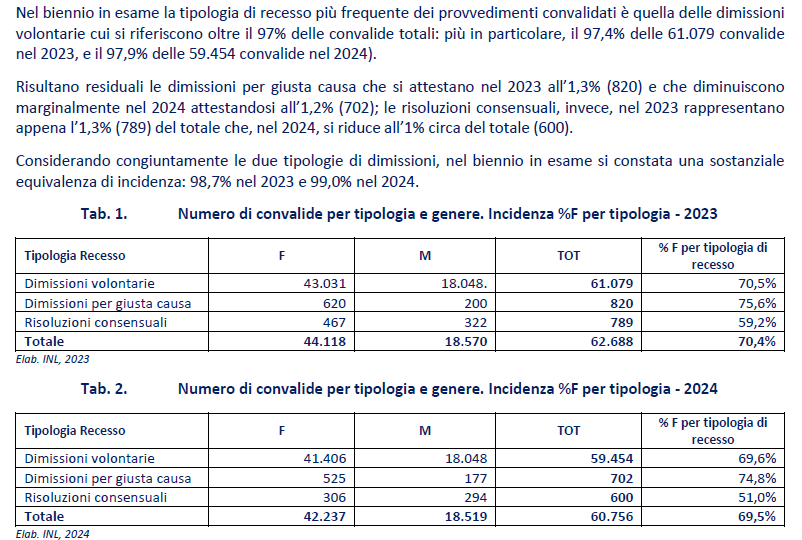 Nel biennio in esame la tipologia di recesso più frequente dei provvedimenti convalidati è quella delle dimissioni
volontarie cui si riferiscono oltre il 97% delle convalide totali: più in particolare, il 97,4% delle 61.079 convalide
nel 2023, e il 97,9% delle 59.454 convalide nel 2024).
Risultano residuali le dimissioni per giusta causa che si attestano nel 2023 all'1,3% (820) e che diminuiscono
marginalmente nel 2024 attestandosi all'1,2% (702); le risoluzioni consensuali, invece, nel 2023 rappresentano
appena l'1,3% (789) del totale che, nel 2024, si riduce all'1% circa del totale (600).
Considerando congiuntamente le due tipologie di dimissioni, nel biennio in esame si constata una sostanziale
equivalenza di incidenza: 98,7% nel 2023 e 99,0% nel 2024.
Tab. 1. Numero di convalide per tipologia e genere. Incidenza %F per tipologia - 2023
Tipologia Recesso F M TOT % F per tipologia di
recesso
Dimissioni volontarie 43.031 18.048. 61.079 70,5%
Dimissioni per giusta causa 620 200 820 75,6%
Risoluzioni consensuali 467 322 789 59,2%
Totale 44.118 18.570 62.688 70,4%
Elab. INL, 2023
Tab. 2. Numero di convalide per tipologia e genere. Incidenza %F per tipologia - 2024
Tipologia Recesso F M TOT % F per tipologia di
recesso
Dimissioni volontarie 41.406 18.048 59.454 69,6%
Dimissioni per giusta causa 525 177 702 74,8%
Risoluzioni consensuali 306 294 600 51,0%
Totale 42.237 18.519 60.756 69,5%
Elab. INL, 2024